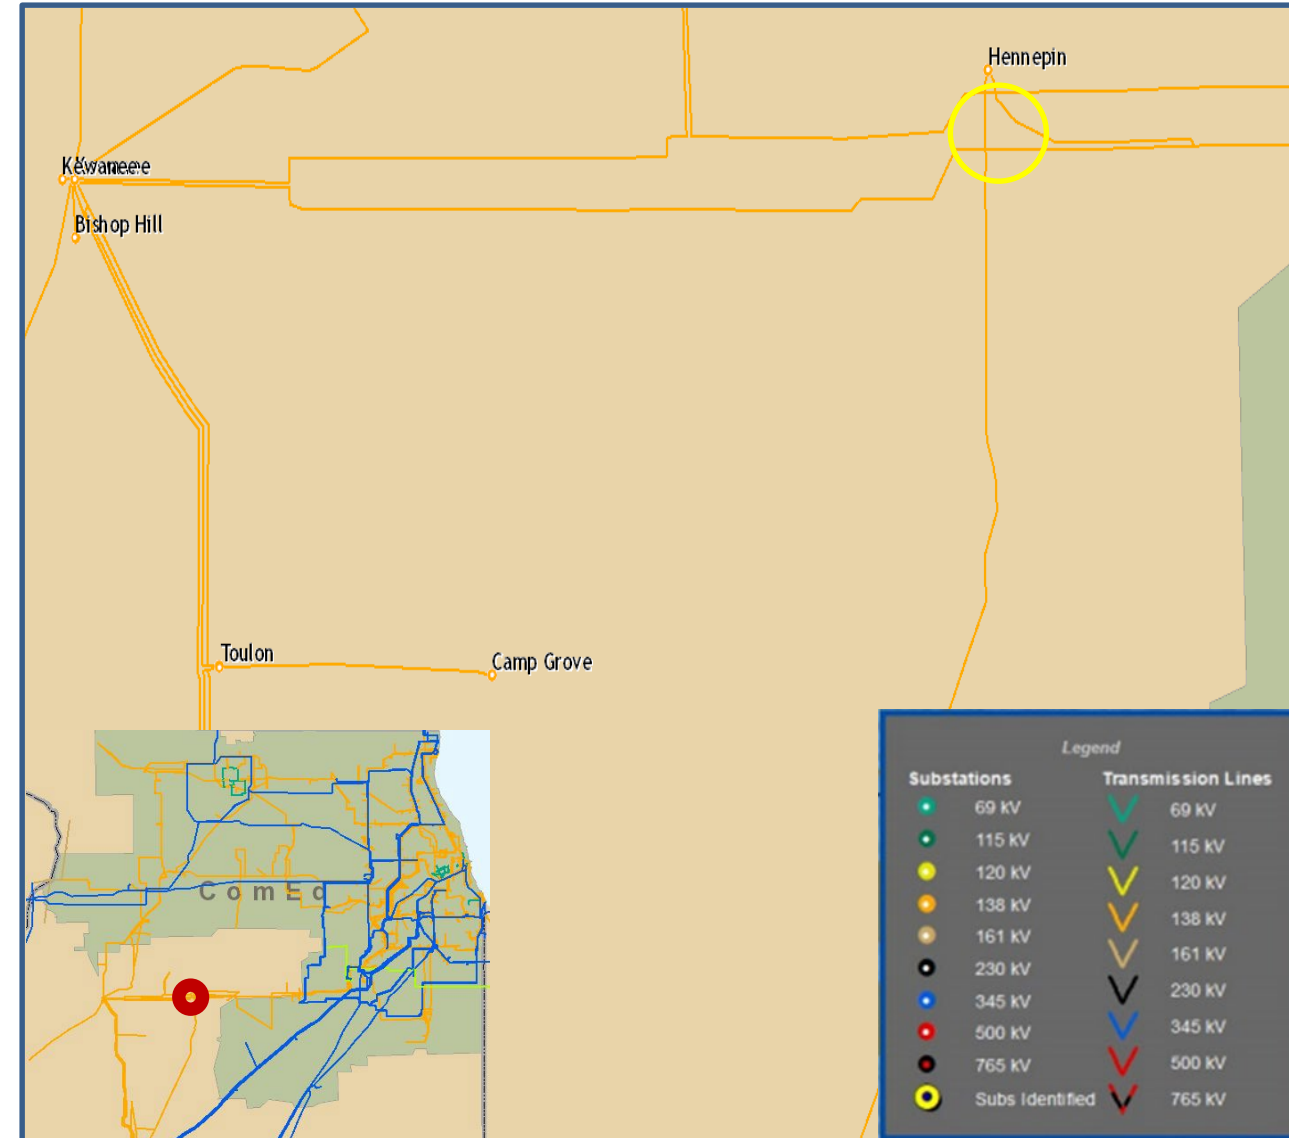 Hennepin
Kewanee
Bishop Hill
Toulon
Camp Grove
ComEd
Legend
Substations
Transmission Lines
69 kV
69 kV
115 kV
115 kV
120 kV
120 kV
138 kV
138 kV
161 kV
161 kV
230 kV
230 kV
345 kV
345 kV
500 kV
500 kV
765 kV
765 kV
Subs Identified